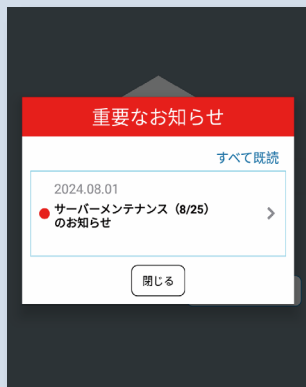 重要なお知らせ
すべて既読
2024.08.01
サーバーメンテナンス（8/25）
のお知らせ
閉じる